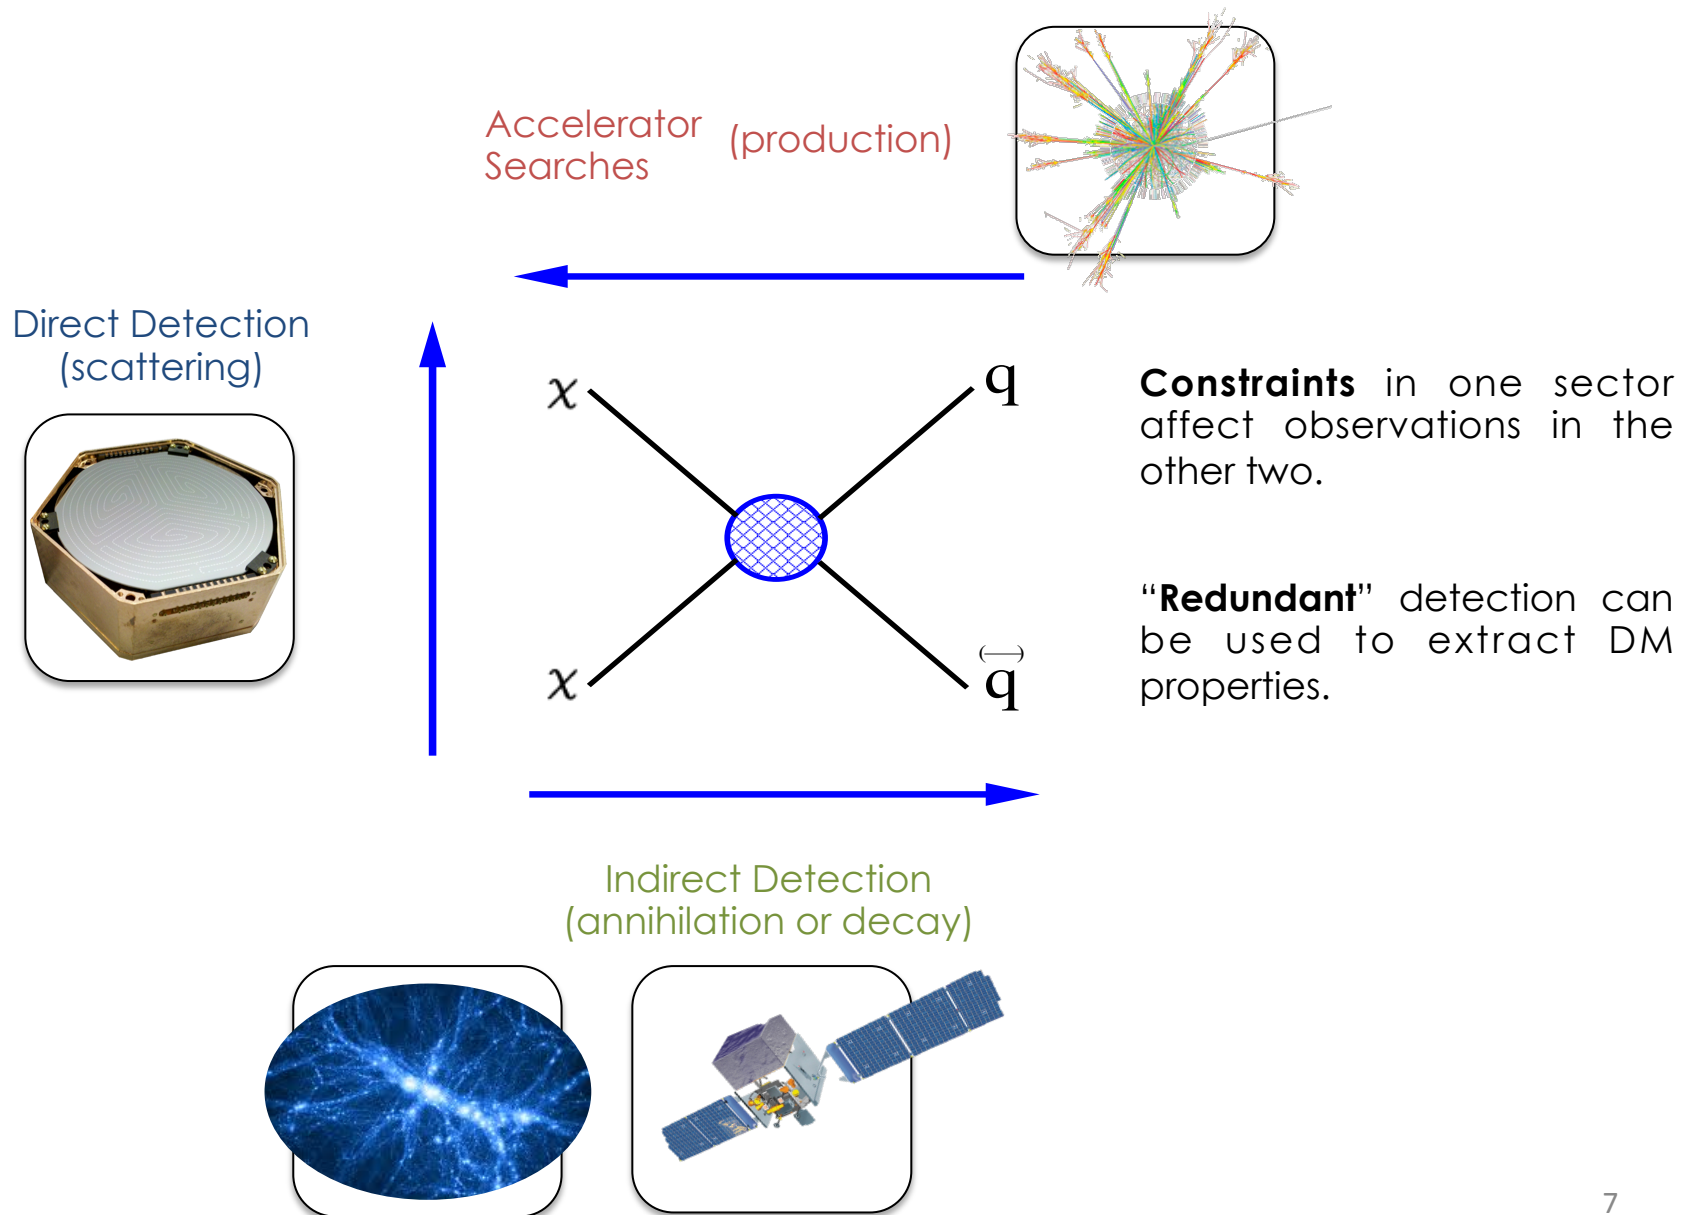 Accelerator
Searches
(production)
Direct Detection
(scattering)
χ
q
χ
(—)
q
Constraints in one sector
affect observations in the
other two.
“Redundant” detection can
be used to extract DM
properties.
Indirect Detection
(annihilation or decay)
7